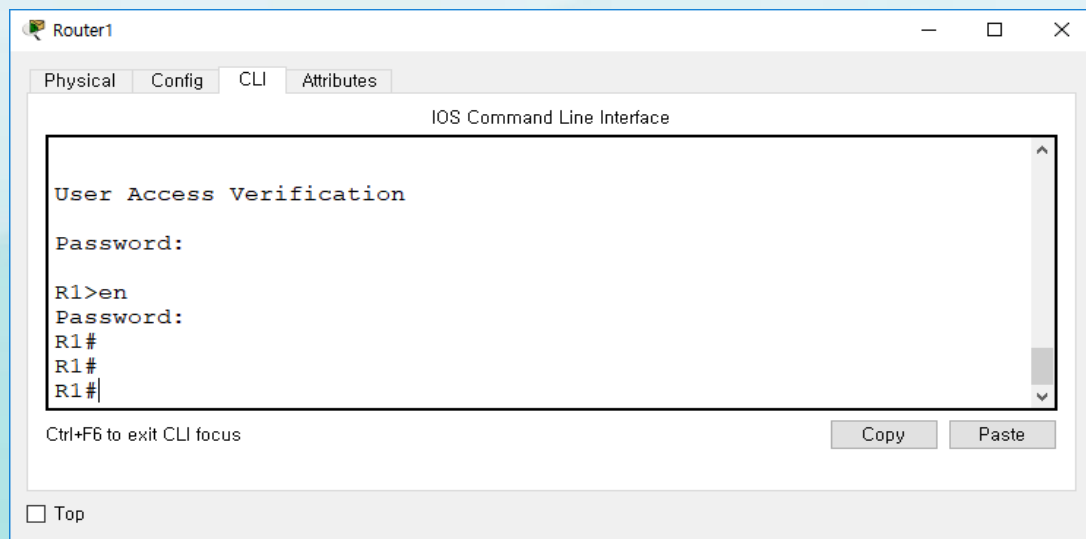 Router1
Physical Config CLI Attributes
IOS Command Line Interface
User Access Verification
Password:
R1>en
Password:
R1#
R1#
R1#
Ctrl+F6 to exit CLI focus
Copy Paste
Top